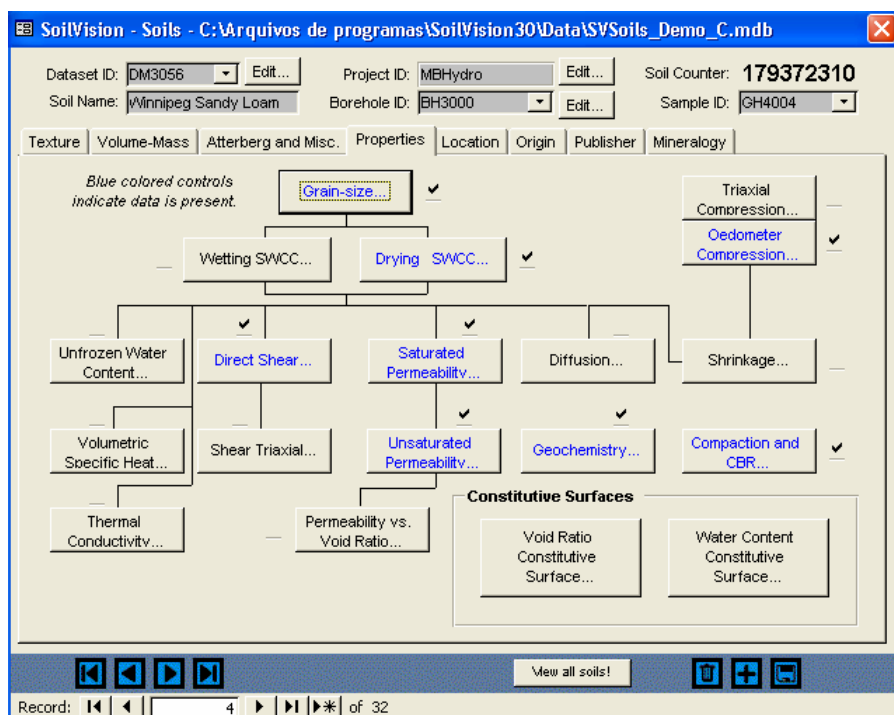 SoilVision - Soils - C:\Arquivos de programas\SoilVision30\Data\SVSoils_Demo_C.mdb
Dataset ID: DM3056 Edit... Project ID: MBHydro Edit... Soil Counter: 179372310
Soil Name: Winnipeg Sandy Loam Borehole ID: BH3000 Edit... Sample ID: GH4004
Texture Volume-Mass Atterberg and Misc. Properties Location Origin Publisher Mineralogy
Blue colored controls
indicate data is present.
Grain-size...
Triaxial
Compression...
Wetting SWCC... Drying SWCC...
Oedometer
Compression...
Unfrozen Water
Content...
Direct Shear...
Saturated
Permeability...
Diffusion...
Shrinkage...
Volumetric
Specific Heat...
Shear Triaxial...
Unsaturated
Permeability...
Geochemistry...
Compaction and
CBR...
Thermal
Conductivity...
Permeability vs.
Void Ratio...
Constitutive Surfaces
Void Ratio
Constitutive
Surface...
Water Content
Constitutive
Surface...
View all soils!
Record: 4 of 32